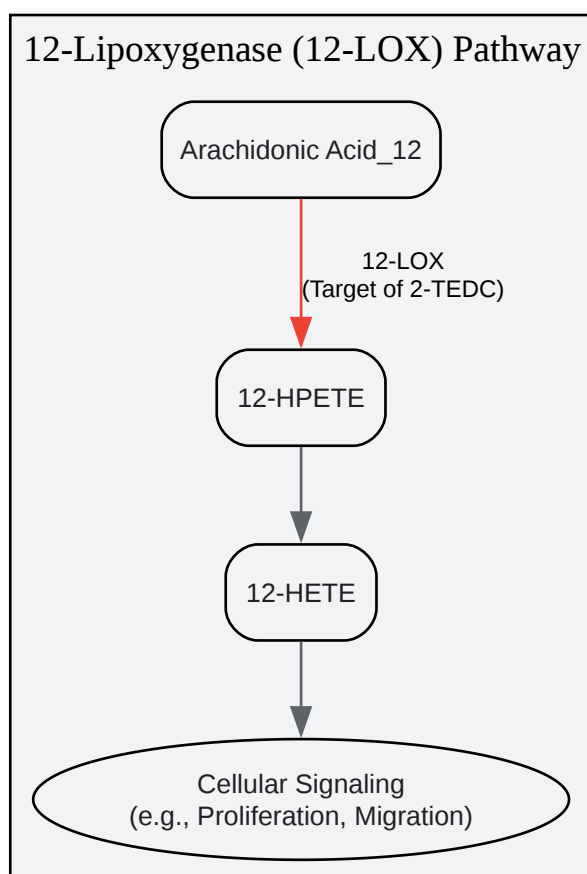 12-Lipoxygenase (12-LOX) Pathway
Arachidonic Acid_12
12-LOX
(Target of 2-TEDC)
12-HPETE
12-HETE
Cellular Signaling
(e.g., Proliferation, Migration)